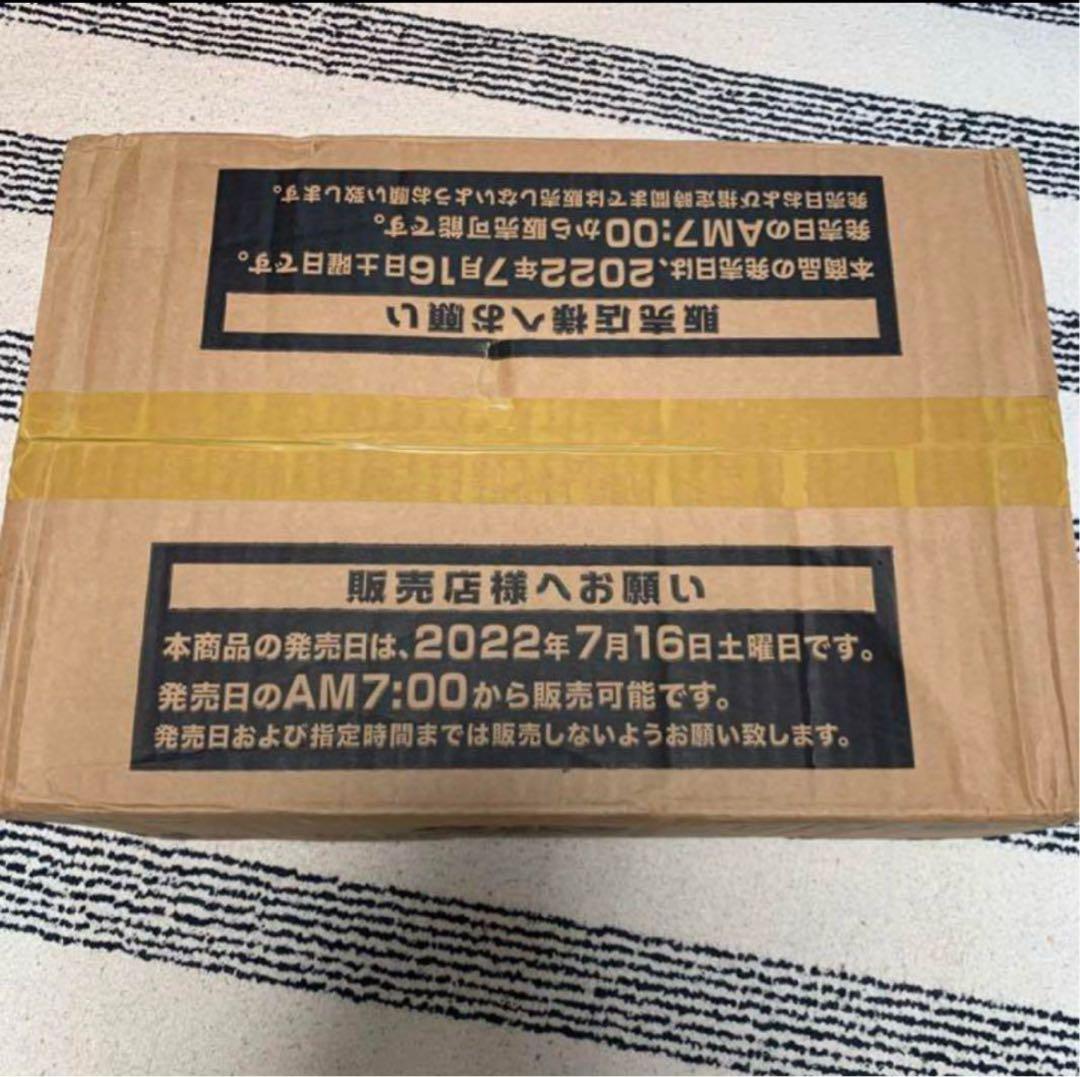 販売店様へお願い
本商品の発売日は、2022年7月16日土曜日です。
発売日のAM7:00から販売可能です。
発売日および指定時間までは販売しないようお願い致します。
販売店様へお願い
本商品の発売日は、2022年7月16日土曜日です。
発売日のAM7:00から販売可能です。
発売日および指定時間までは販売しないようお願い致します。